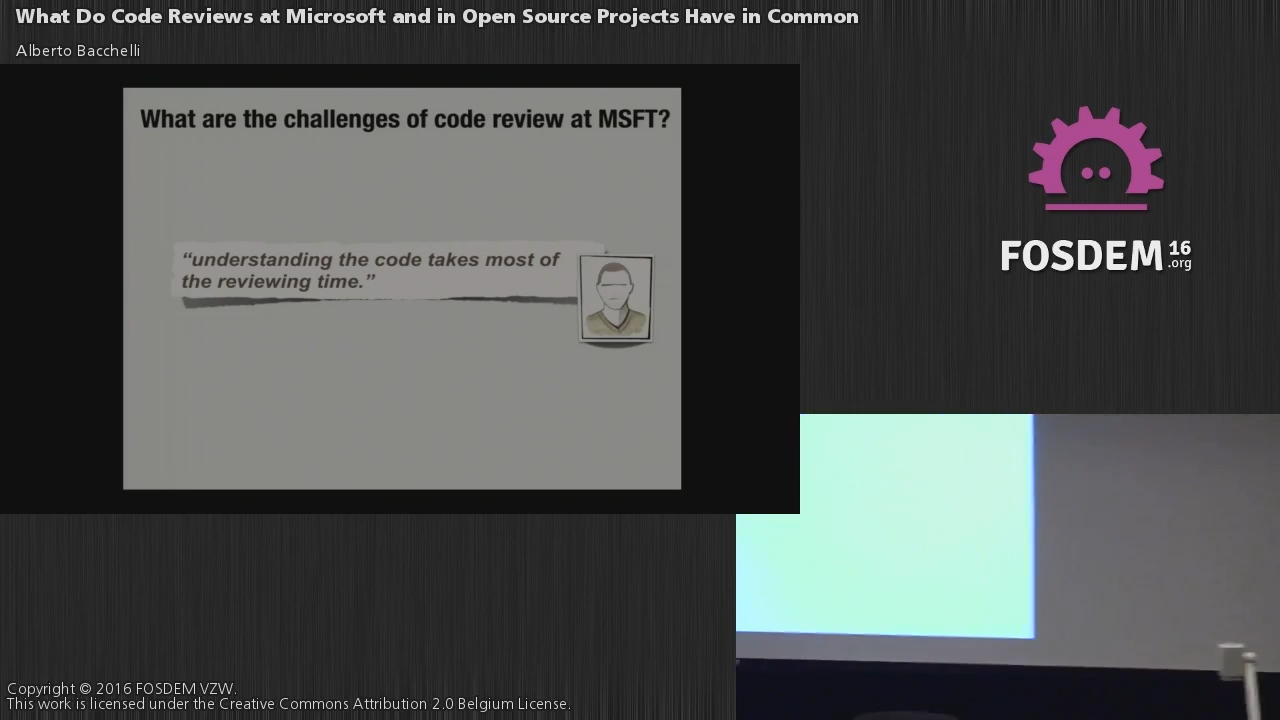 What Do Code Reviews at Microsoft and in Open Source Projects Have in Common
Alberto Bacchelli
What are the challenges of code review at MSFT?
“understanding the code takes most of
the reviewing time.”
FOSDEM 16
.org
Copyright © 2016 FOSDEM VZW.
This work is licensed under the Creative Commons Attribution 2.0 Belgium License.